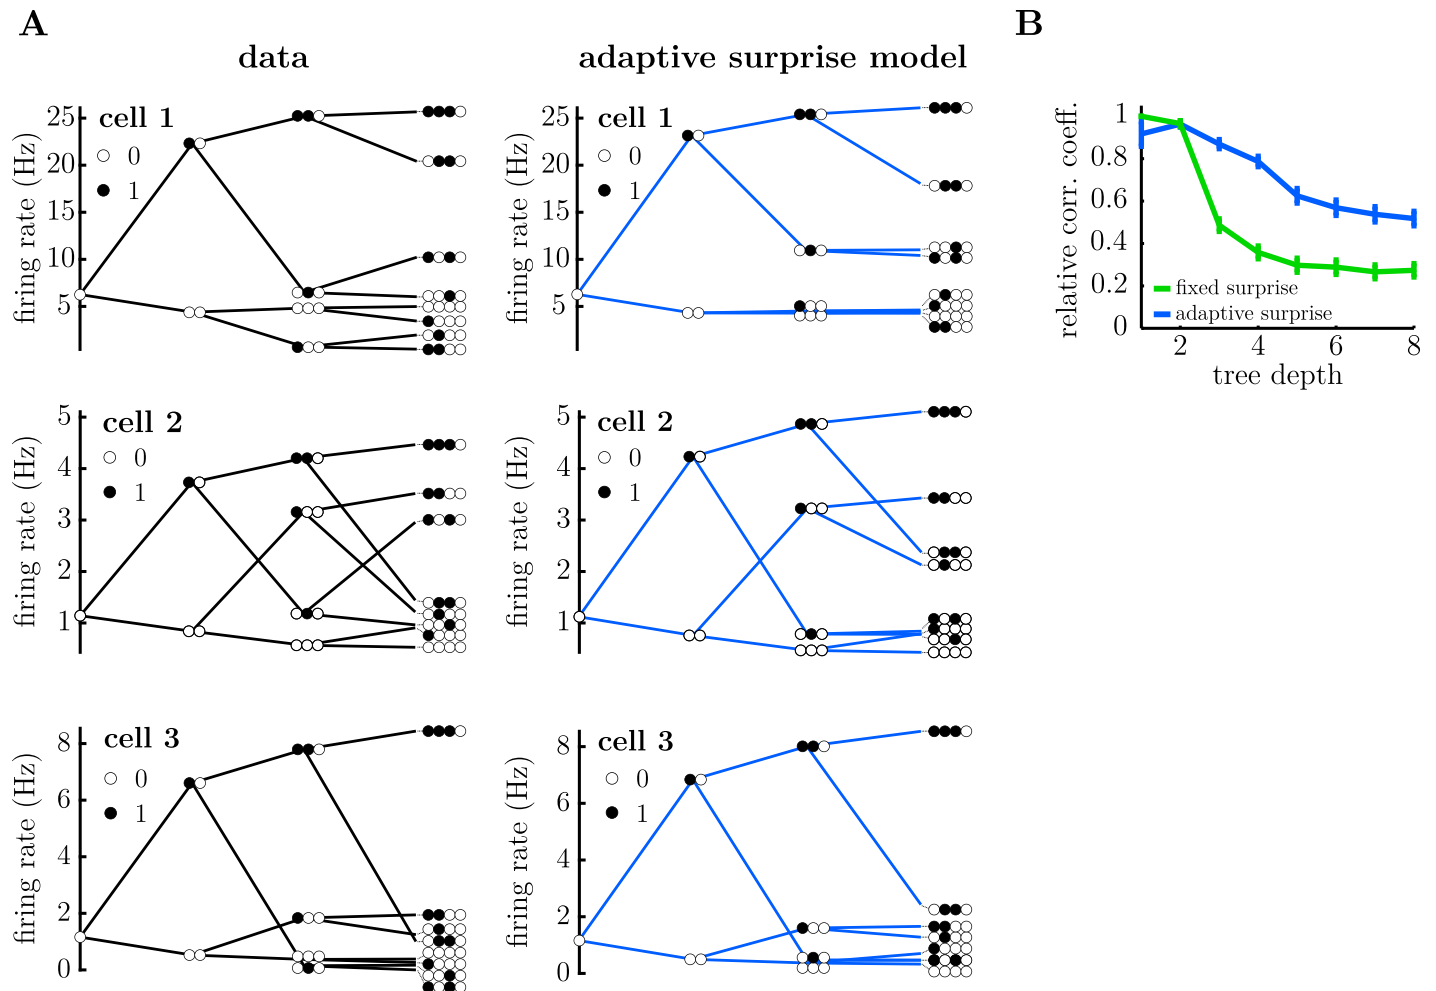 A
B
data
adaptive surprise model
firing rate (Hz)
25
20
15
10
5
cell 1
0
1
firing rate (Hz)
25
20
15
10
5
cell 1
0
1
relative corr. coeff.
1
0.8
0.6
0.4
0.2
0
fixed surprise
adaptive surprise
2
4
6
8
tree depth
firing rate (Hz)
5
4
3
2
1
cell 2
0
1
firing rate (Hz)
5
4
3
2
1
cell 2
0
1
firing rate (Hz)
8
6
4
2
0
cell 3
0
1
firing rate (Hz)
8
6
4
2
0
cell 3
0
1